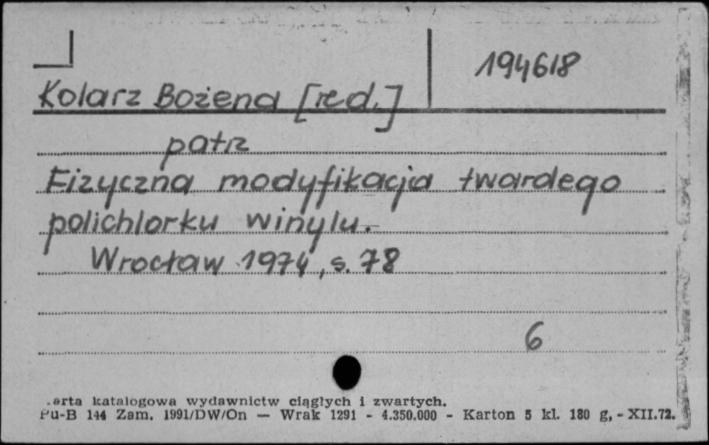 194618
Kolarz Bożena [red.]
patrz
Fizyczna modyfikacja twardego
polichlorku winylu.
Wrocław 1974, s. 78
6
.arta katalogowa wydawnictw ciągłych i zwartych.
Pu-B 144 Zam. 1991/DW/On — Wrak 1291 - 4.350.000 - Karton 5 kl. 180 g. - XII.72.